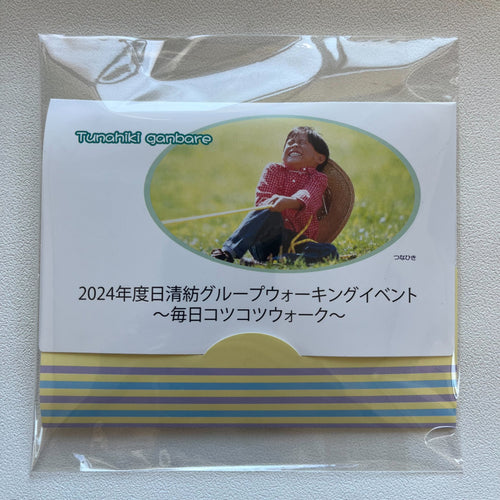 Tunahiki ganbare
つなひき
2024年度日清紡グループウォーキングイベント
～毎日コツコツウォーク～